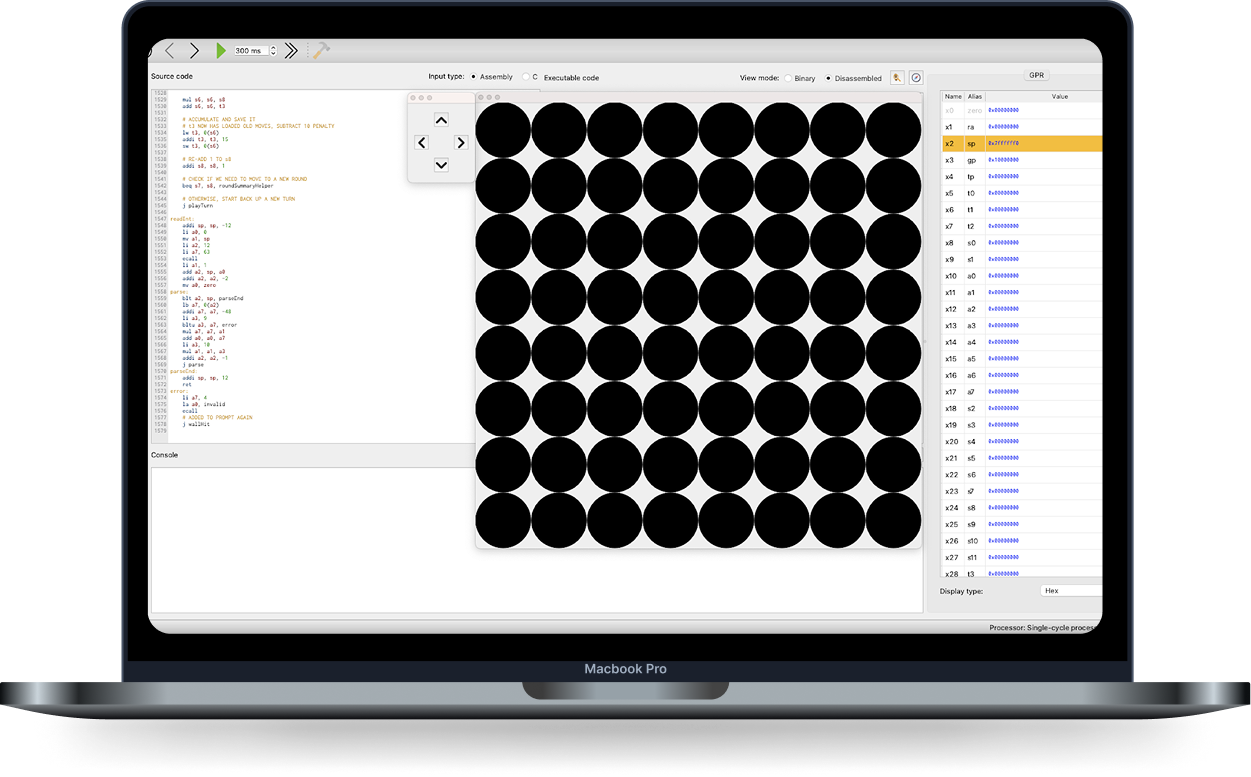 300 ms
Source code
Input type:
Assembly
C
Executable code
View mode:
Binary
Disassembled
GPR
1528
1529 mul s6, s6, s8
1530 add s6, s6, t3
1531
1532 # ACCUMULATE AND SAVE IT
1533 # t3 NOW HAS LOADED OLD MOVES, SUBTRACT 10 PENALTY
1534 lw t3, 0(s6)
1535 addi t3, t3, 15
1536 sw t3, 0(s6)
1537
1538 # RE-ADD 1 TO s8
1539 addi s8, s8, 1
1540
1541 # CHECK IF WE NEED TO MOVE TO A NEW ROUND
1542 beq s7, s8, roundSummaryHelper
1543
1544 # OTHERWISE, START BACK UP A NEW TURN
1545 j playTurn
1546
1547 readInt:
1548 addi sp, sp, -12
1549 li a0, 0
1550 mv a1, sp
1551 li a2, 12
1552 li a7, 63
1553 ecall
1554 li a1, 1
1555 add a2, sp, a0
1556 addi a2, a2, -2
1557 mv a0, zero
1558 parse:
1559 blt a2, sp, parseEnd
1560 lb a7, 0(a2)
1561 addi a7, a7, -48
1562 li a3, 9
1563 bltu a3, a7, error
1564 mul a7, a7, a1
1565 add a0, a0, a7
1566 li a3, 10
1567 mul a1, a1, a3
1568 addi a2, a2, -1
1569 j parse
1570 parseEnd:
1571 addi sp, sp, 12
1572 ret
1573 error:
1574 li a7, 4
1575 la a0, invalid
1576 ecall
1577 # ADDED TO PROMPT AGAIN
1578 j wallHit
1579
Console
Name Alias Value
x0 zero 0x00000000
x1 ra 0x00000000
x2 sp 0x7ffffff0
x3 gp 0x10000000
x4 tp 0x00000000
x5 t0 0x00000000
x6 t1 0x00000000
x7 t2 0x00000000
x8 s0 0x00000000
x9 s1 0x00000000
x10 a0 0x00000000
x11 a1 0x00000000
x12 a2 0x00000000
x13 a3 0x00000000
x14 a4 0x00000000
x15 a5 0x00000000
x16 a6 0x00000000
x17 a7 0x00000000
x18 s2 0x00000000
x19 s3 0x00000000
x20 s4 0x00000000
x21 s5 0x00000000
x22 s6 0x00000000
x23 s7 0x00000000
x24 s8 0x00000000
x25 s9 0x00000000
x26 s10 0x00000000
x27 s11 0x00000000
x28 t3 0x00000000
Display type:
Hex
Processor: Single-cycle proces
Macbook Pro